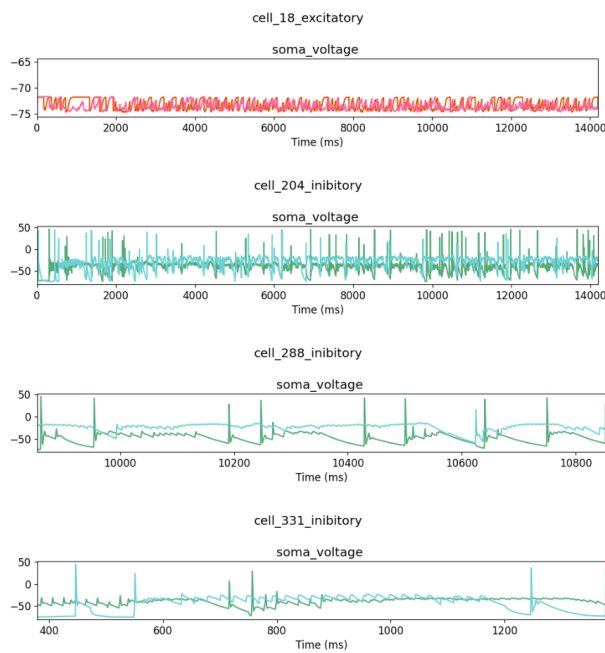 cell_18_excitatory
soma_voltage
−65
−70
−75
0 2000 4000 6000 8000 10000 12000 14000
Time (ms)
cell_204_inibitory
soma_voltage
50
0
−50
0 2000 4000 6000 8000 10000 12000 14000
Time (ms)
cell_288_inibitory
soma_voltage
50
0
−50
10000 10200 10400 10600 10800
Time (ms)
cell_331_inibitory
soma_voltage
50
0
−50
400 600 800 1000 1200
Time (ms)